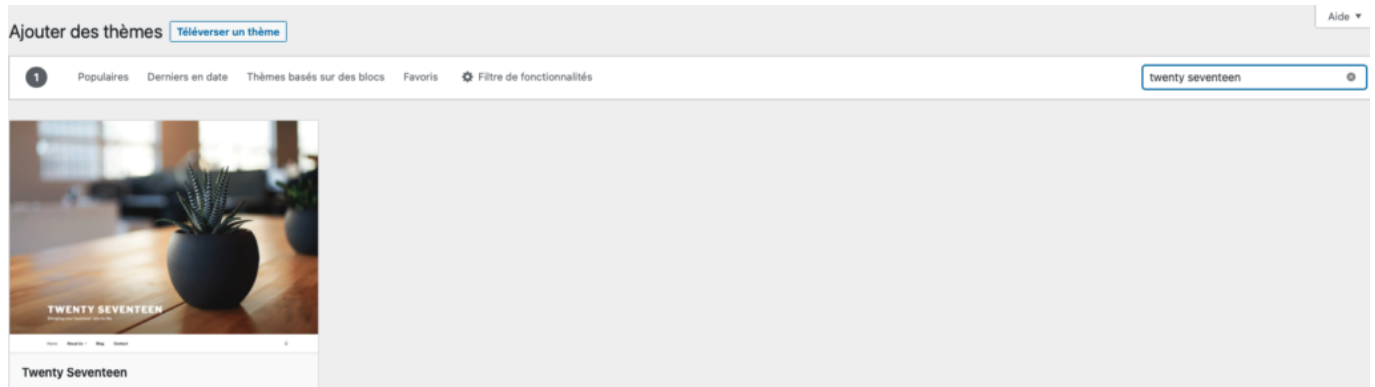 Aide ▼
Ajouter des thèmes Téléverser un thème
1 Populaires Derniers en date Thèmes basés sur des blocs Favoris Filtre de fonctionnalités twenty seventeen
TWENTY SEVENTEEN
Home About Us Blog Contact
Twenty Seventeen